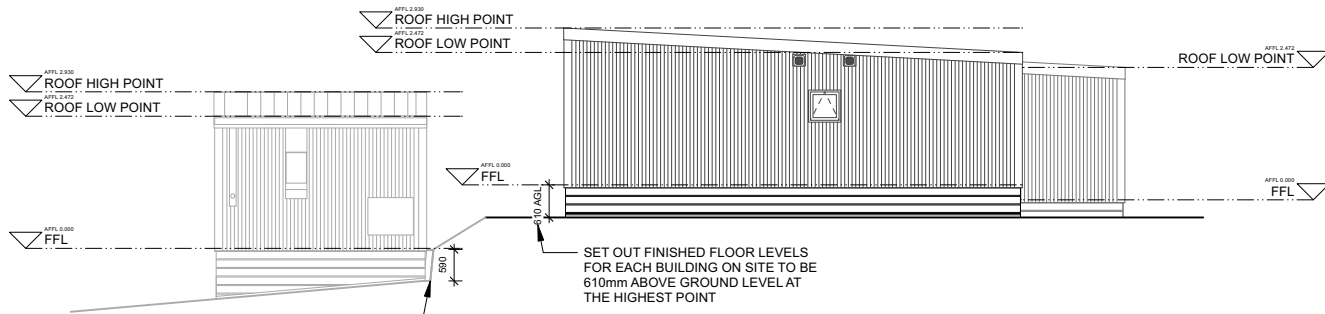 AFFL 2.930
ROOF HIGH POINT
AFFL 2.472
ROOF LOW POINT
AFFL 2.472
ROOF LOW POINT
AFFL 2.930
ROOF HIGH POINT
AFFL 2.472
ROOF LOW POINT
AFFL 0.000
FFL
AFFL 0.000
FFL
610 AGL
AFFL 0.000
FFL
590
SET OUT FINISHED FLOOR LEVELS
FOR EACH BUILDING ON SITE TO BE
610mm ABOVE GROUND LEVEL AT
THE HIGHEST POINT